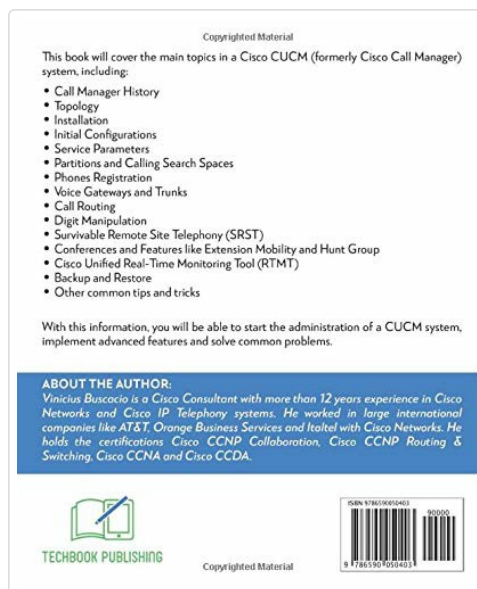 Copyrighted Material
This book will cover the main topics in a Cisco CUCM (formerly Cisco Call Manager)
system, including:
• Call Manager History
• Topology
• Installation
• Initial Configurations
• Service Parameters
• Partitions and Calling Search Spaces
• Phones Registration
• Voice Gateways and Trunks
• Call Routing
• Digit Manipulation
• Survivable Remote Site Telephony (SRST)
• Conferences and Features like Extension Mobility and Hunt Group
• Cisco Unified Real-Time Monitoring Tool (RTMT)
• Backup and Restore
• Other common tips and tricks
With this information, you will be able to start the administration of a CUCM system,
implement advanced features and solve common problems.
ABOUT THE AUTHOR:
Vinicius Buscacio is a Cisco Consultant with more than 12 years experience in Cisco
Networks and Cisco IP Telephony systems. He worked in large international
companies like AT&T, Orange Business Services and Italtel with Cisco Networks. He
holds the certifications Cisco CCNP Collaboration, Cisco CCNP Routing &
Switching, Cisco CCNA and Cisco CCDA.
TECHBOOK PUBLISHING
Copyrighted Material
ISBN 9786590050403
90000
9 786590 050403